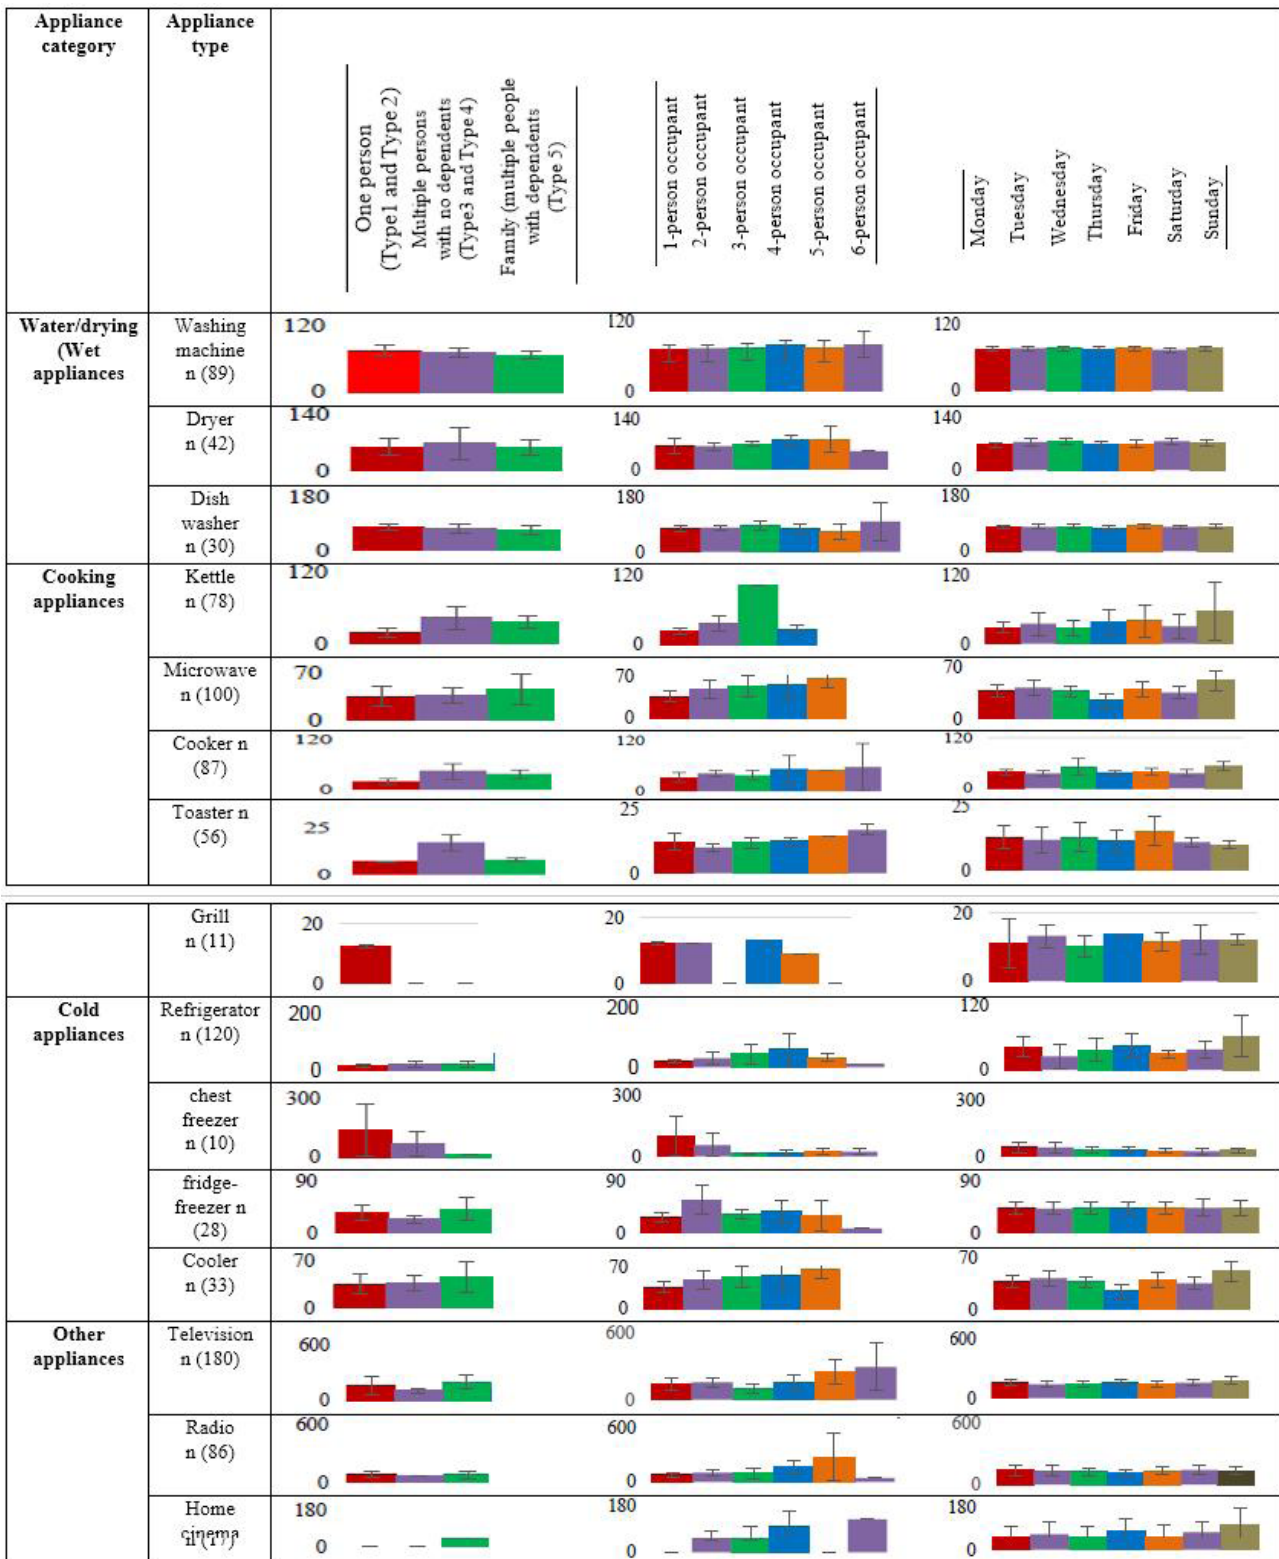 Appliance category
Appliance type
One person
(Type1 and Type 2)
Multiple persons
with no dependents
(Type3 and Type 4)
Family (multiple people
with dependents
(Type 5)
1-person occupant
2-person occupant
3-person occupant
4-person occupant
5-person occupant
6-person occupant
Monday
Tuesday
Wednesday
Thursday
Friday
Saturday
Sunday
Water/drying
(Wet
appliances
Washing
machine
n (89)
120
0
120
0
120
0
Dryer
n (42)
140
0
140
0
140
0
Dish
washer
n (30)
180
0
180
0
180
0
Cooking
appliances
Kettle
n (78)
120
0
120
0
120
0
Microwave
n (100)
70
0
70
0
70
0
Cooker n
(87)
120
0
120
0
120
0
Toaster n
(56)
25
0
25
0
25
0
Grill
n (11)
20
0
20
0
20
0
Cold
appliances
Refrigerator
n (120)
200
0
200
0
120
0
chest
freezer
n (10)
300
0
300
0
300
0
fridge-
freezer n
(28)
90
0
90
0
90
0
Cooler
n (33)
70
0
70
0
70
0
Other
appliances
Television
n (180)
600
0
600
0
600
0
Radio
n (86)
600
0
600
0
600
0
Home
cinema
n (17)
180
0
180
0
180
0